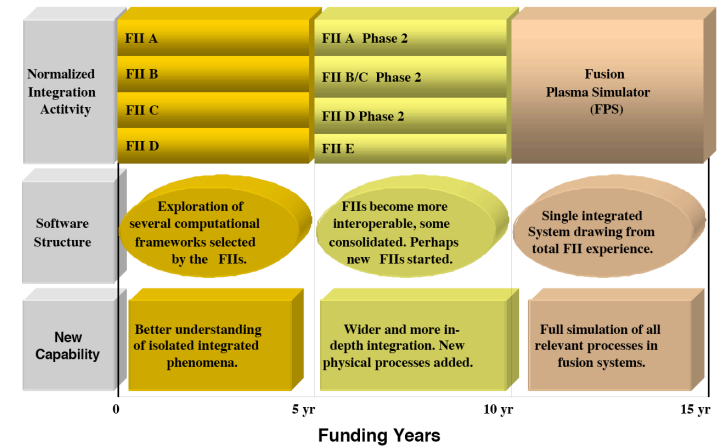 Normalized
Integration
Actitvity
FII A
FII B
FII C
FII D
FII A Phase 2
FII B/C Phase 2
FII D Phase 2
FII E
Fusion
Plasma Simulator
(FPS)
Software
Structure
Exploration of
several computational
frameworks selected
by the FIIs.
FIIs become more
interoperable, some
consolidated. Perhaps
new FIIs started.
Single integrated
System drawing from
total FII experience.
New
Capability
Better understanding
of isolated integrated
phenomena.
Wider and more in-
depth integration. New
physical processes added.
Full simulation of all
relevant processes in
fusion systems.
0
5 yr
10 yr
15 yr
Funding Years